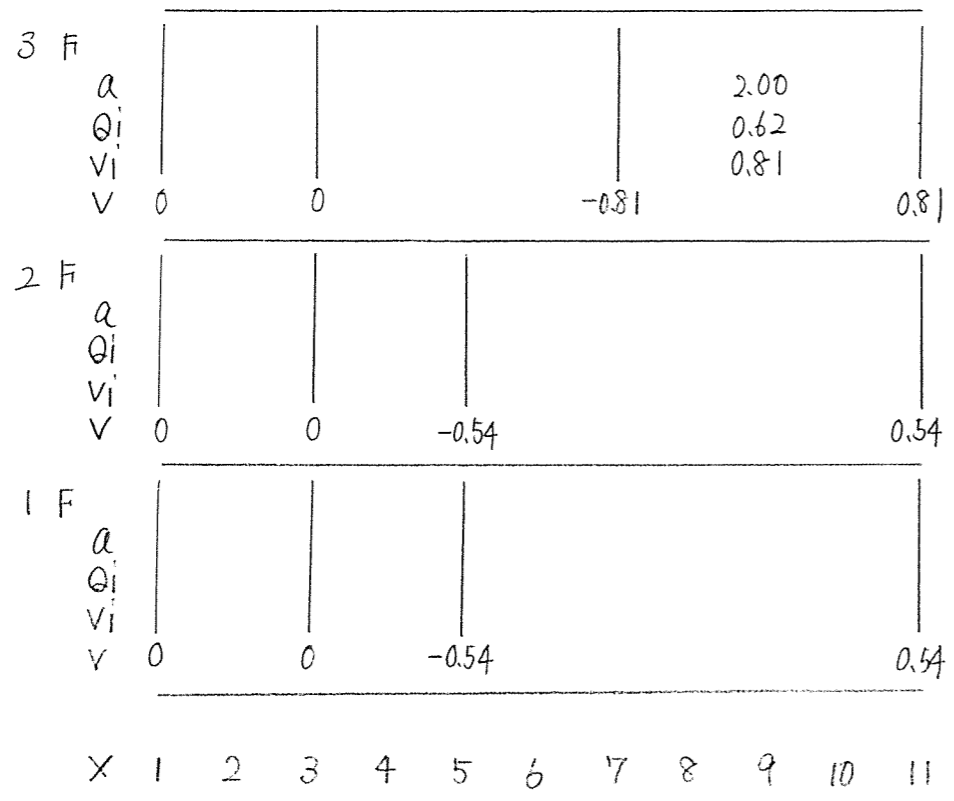 3 F
a 2.00
Qi 0.62
Vi 0.81
V 0 0 -0.81 0.81
2 F
a
Qi
Vi
V 0 0 -0.54 0.54
1 F
a
Qi
Vi
V 0 0 -0.54 0.54
X 1 2 3 4 5 6 7 8 9 10 11